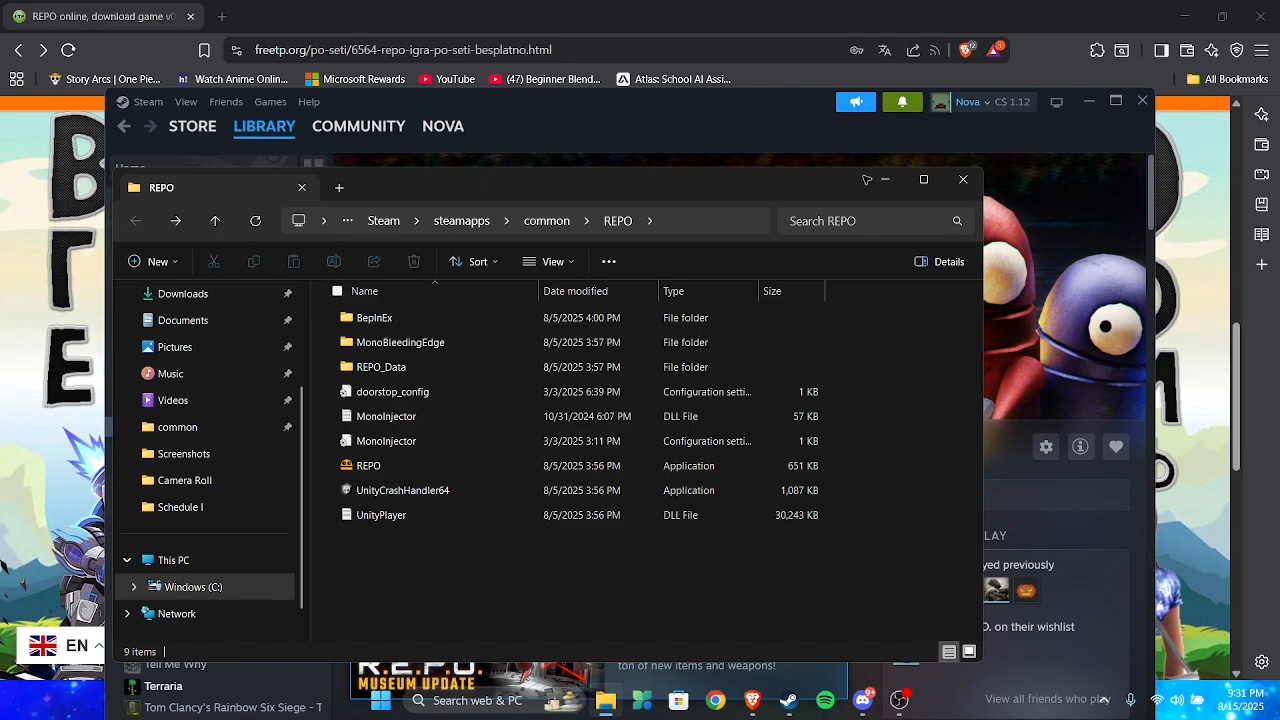 REPO online, download game v0
freetp.org/po-seti/6564-repo-igra-po-seti-besplatno.html
12
1
Story Arcs | One Pie...
Watch Anime Onlin...
Microsoft Rewards
YouTube
(47) Beginner Blend...
Atlas: School AI Assi...
All Bookmarks
Steam View Friends Games Help
Nova C$ 1.12
STORE LIBRARY COMMUNITY NOVA
REPO
Steam > steamapps > common > REPO >
Search REPO
New Sort View Details
Downloads
Documents
Pictures
Music
Videos
common
Screenshots
Camera Roll
Schedule I
This PC
Windows (C:)
Network
Name Date modified Type Size
BepInEx 8/5/2025 4:00 PM File folder
MonoBleedingEdge 8/5/2025 3:57 PM File folder
REPO_Data 8/5/2025 3:57 PM File folder
doorstop_config 3/3/2025 6:39 PM Configuration setti... 1 KB
MonoInjector 10/31/2024 6:07 PM DLL File 57 KB
MonoInjector 3/3/2025 3:11 PM Configuration setti... 1 KB
REPO 8/5/2025 3:56 PM Application 651 KB
UnityCrashHandler64 8/5/2025 3:56 PM Application 1,087 KB
UnityPlayer 8/5/2025 3:56 PM DLL File 30,243 KB
9 items
LAY
yed previously
O. on their wishlist
View all friends who play
EN
Tell Me Why
Terraria
Tom Clancy's Rainbow Six Siege
R.E.P.O.
MUSEUM UPDATE
ton of new items and weapons
Search web & PC
9:31 PM
8/15/2025